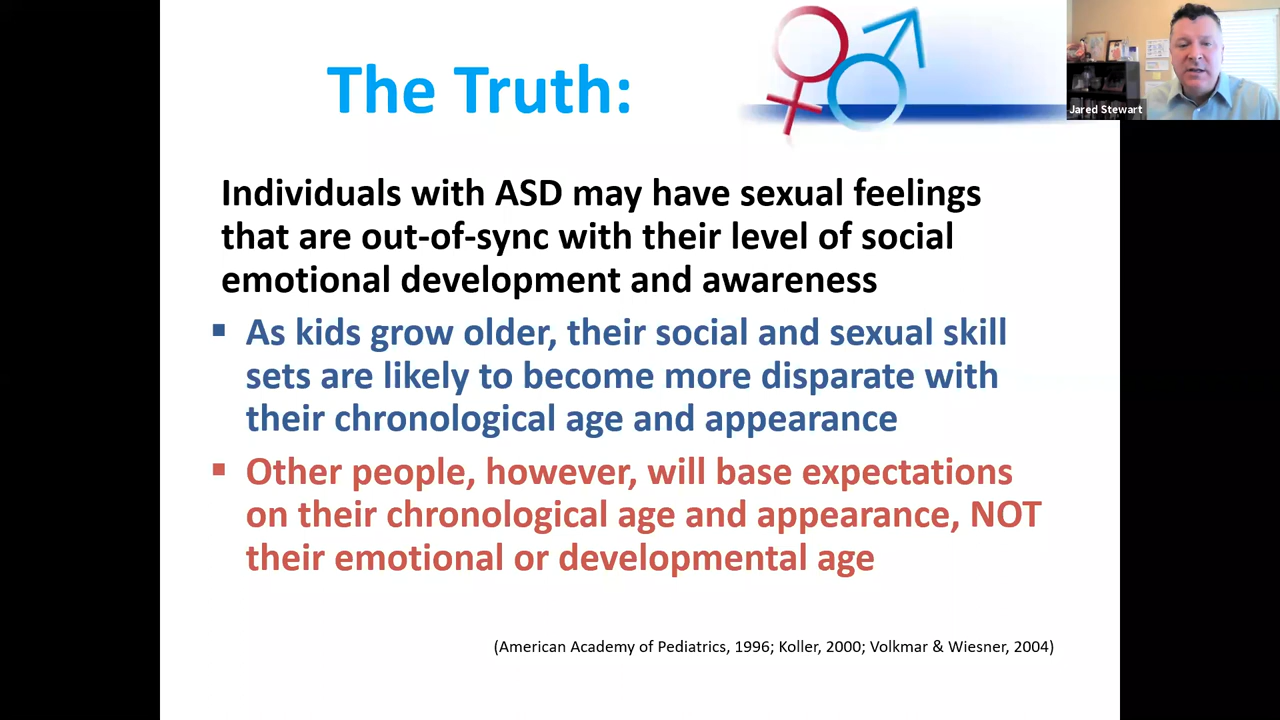 The Truth:
Jared Stewart
Individuals with ASD may have sexual feelings
that are out-of-sync with their level of social
emotional development and awareness
▪ As kids grow older, their social and sexual skill
sets are likely to become more disparate with
their chronological age and appearance
▪ Other people, however, will base expectations
on their chronological age and appearance, NOT
their emotional or developmental age
(American Academy of Pediatrics, 1996; Koller, 2000; Volkmar & Wiesner, 2004)